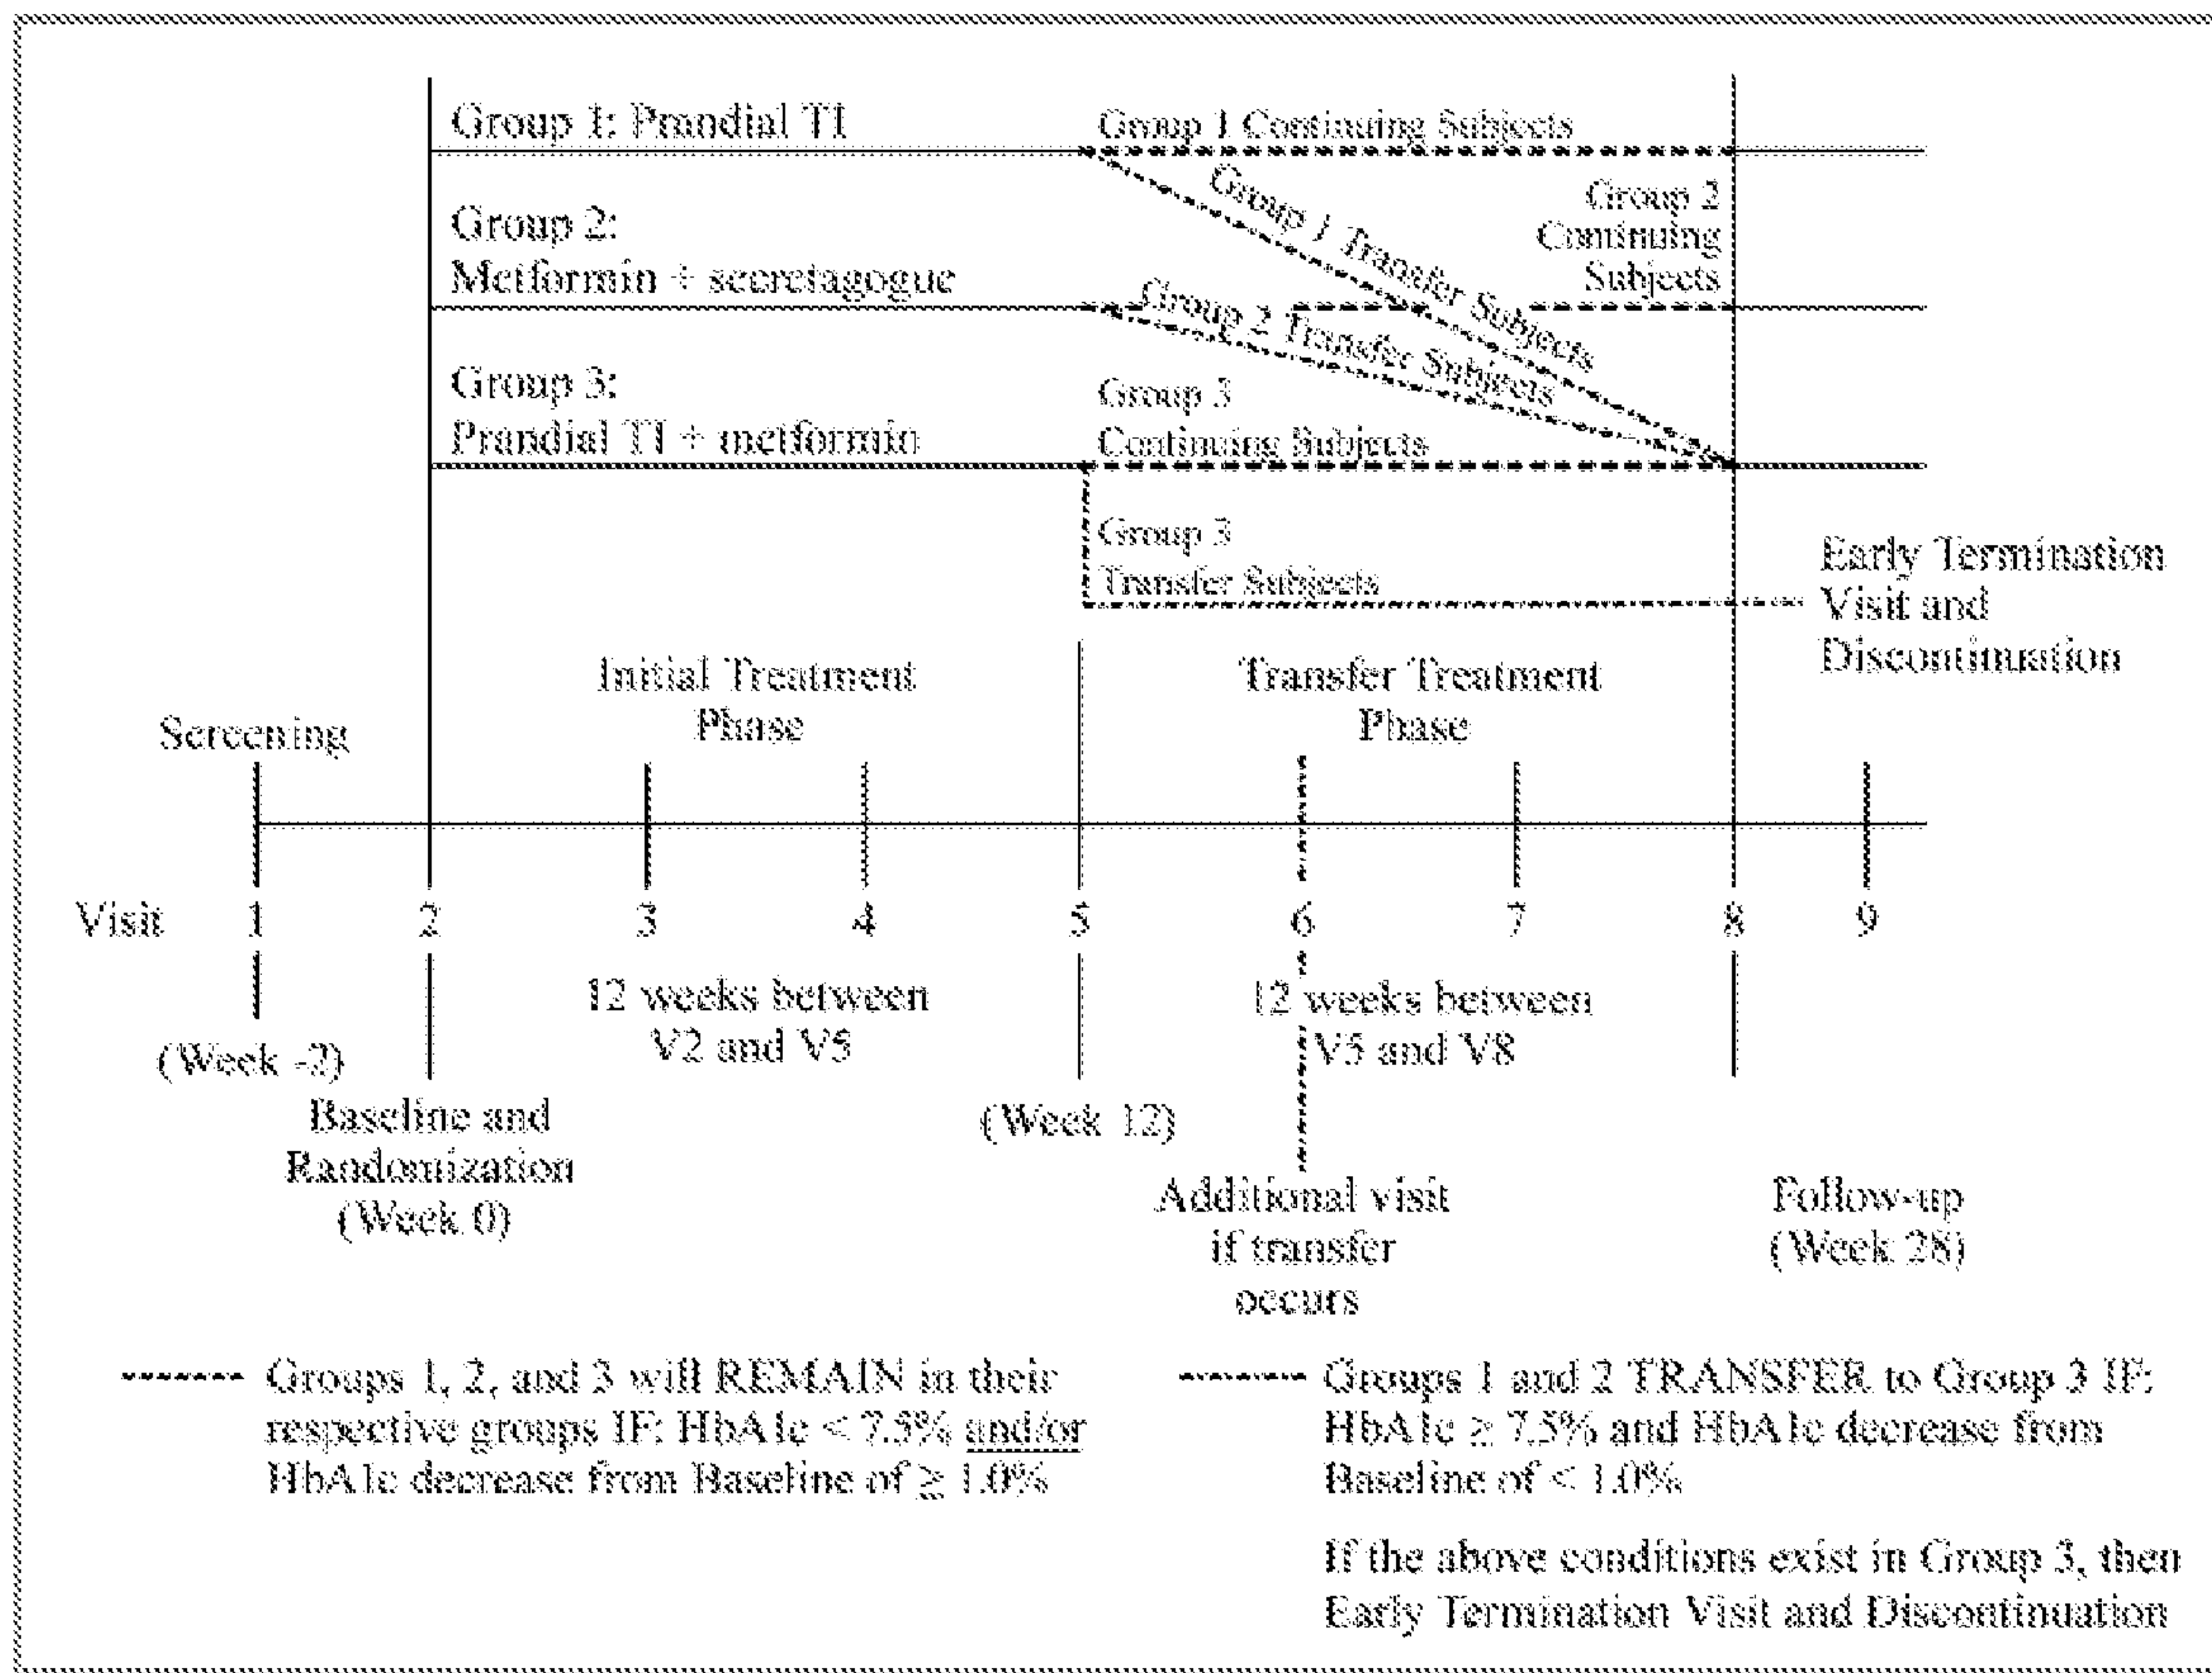 Group 1: Prandial TI
Group 1 Continuing Subjects
Group 1 Transfer Subjects
Group 2
Continuing
Subjects
Group 2:
Metformin + secretagogue
Group 2 Transfer Subjects
Group 3:
Prandial TI + metformin
Group 3
Continuing Subjects
Group 3
Transfer Subjects
Early Termination
Visit and
Discontinuation
Initial Treatment
Phase
Transfer Treatment
Phase
Screening
Visit 1 2 3 4 5 6 7 8 9
12 weeks between
V2 and V5
12 weeks between
V5 and V8
(Week -2)
Baseline and
Randomization
(Week 0)
(Week 12)
Additional visit
if transfer
occurs
Follow-up
(Week 28)
Groups 1, 2, and 3 will REMAIN in their
respective groups IF: HbA1c < 7.5% and/or
HbA1c decrease from Baseline of ≥ 1.0%
Groups 1 and 2 TRANSFER to Group 3 IF:
HbA1c ≥ 7.5% and HbA1c decrease from
Baseline of < 1.0%
If the above conditions exist in Group 3, then
Early Termination Visit and Discontinuation